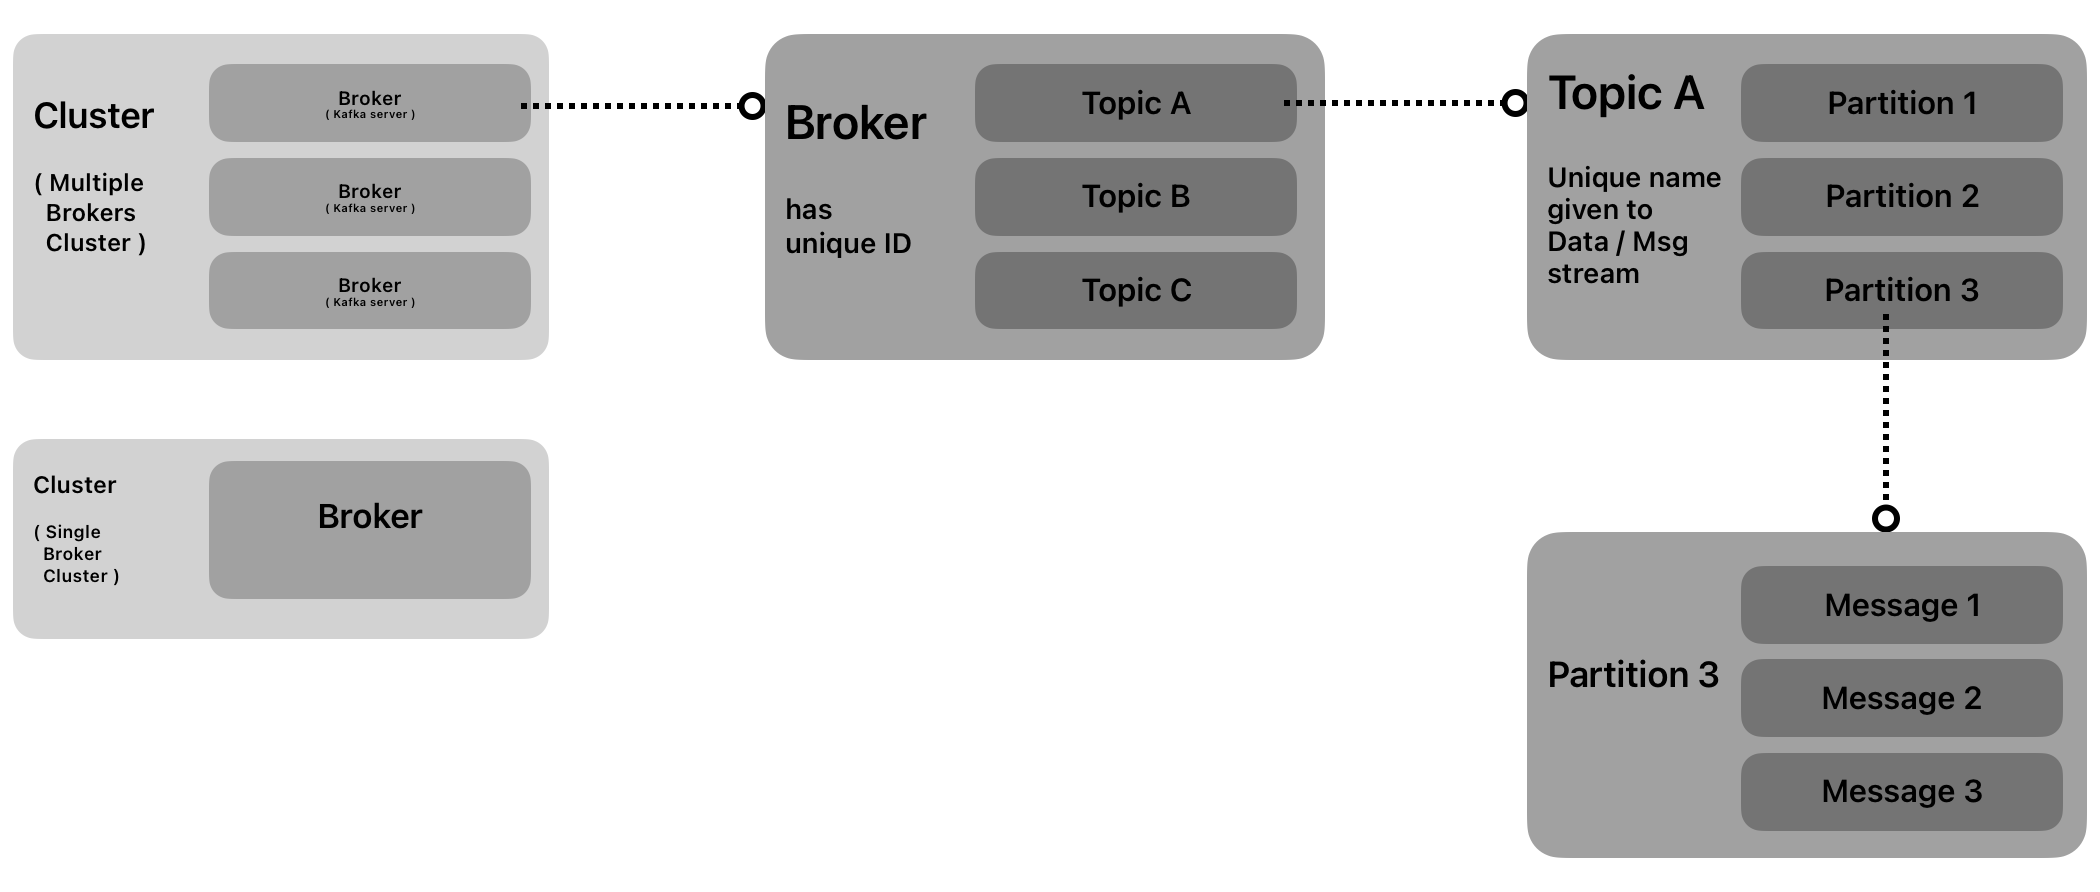 Cluster
( Multiple
Brokers
Cluster )
Broker
( Kafka server )
Broker
( Kafka server )
Broker
( Kafka server )
Broker
has
unique ID
Topic A
Topic B
Topic C
Topic A
Unique name
given to
Data / Msg
stream
Partition 1
Partition 2
Partition 3
Cluster
( Single
Broker
Cluster )
Broker
Partition 3
Message 1
Message 2
Message 3